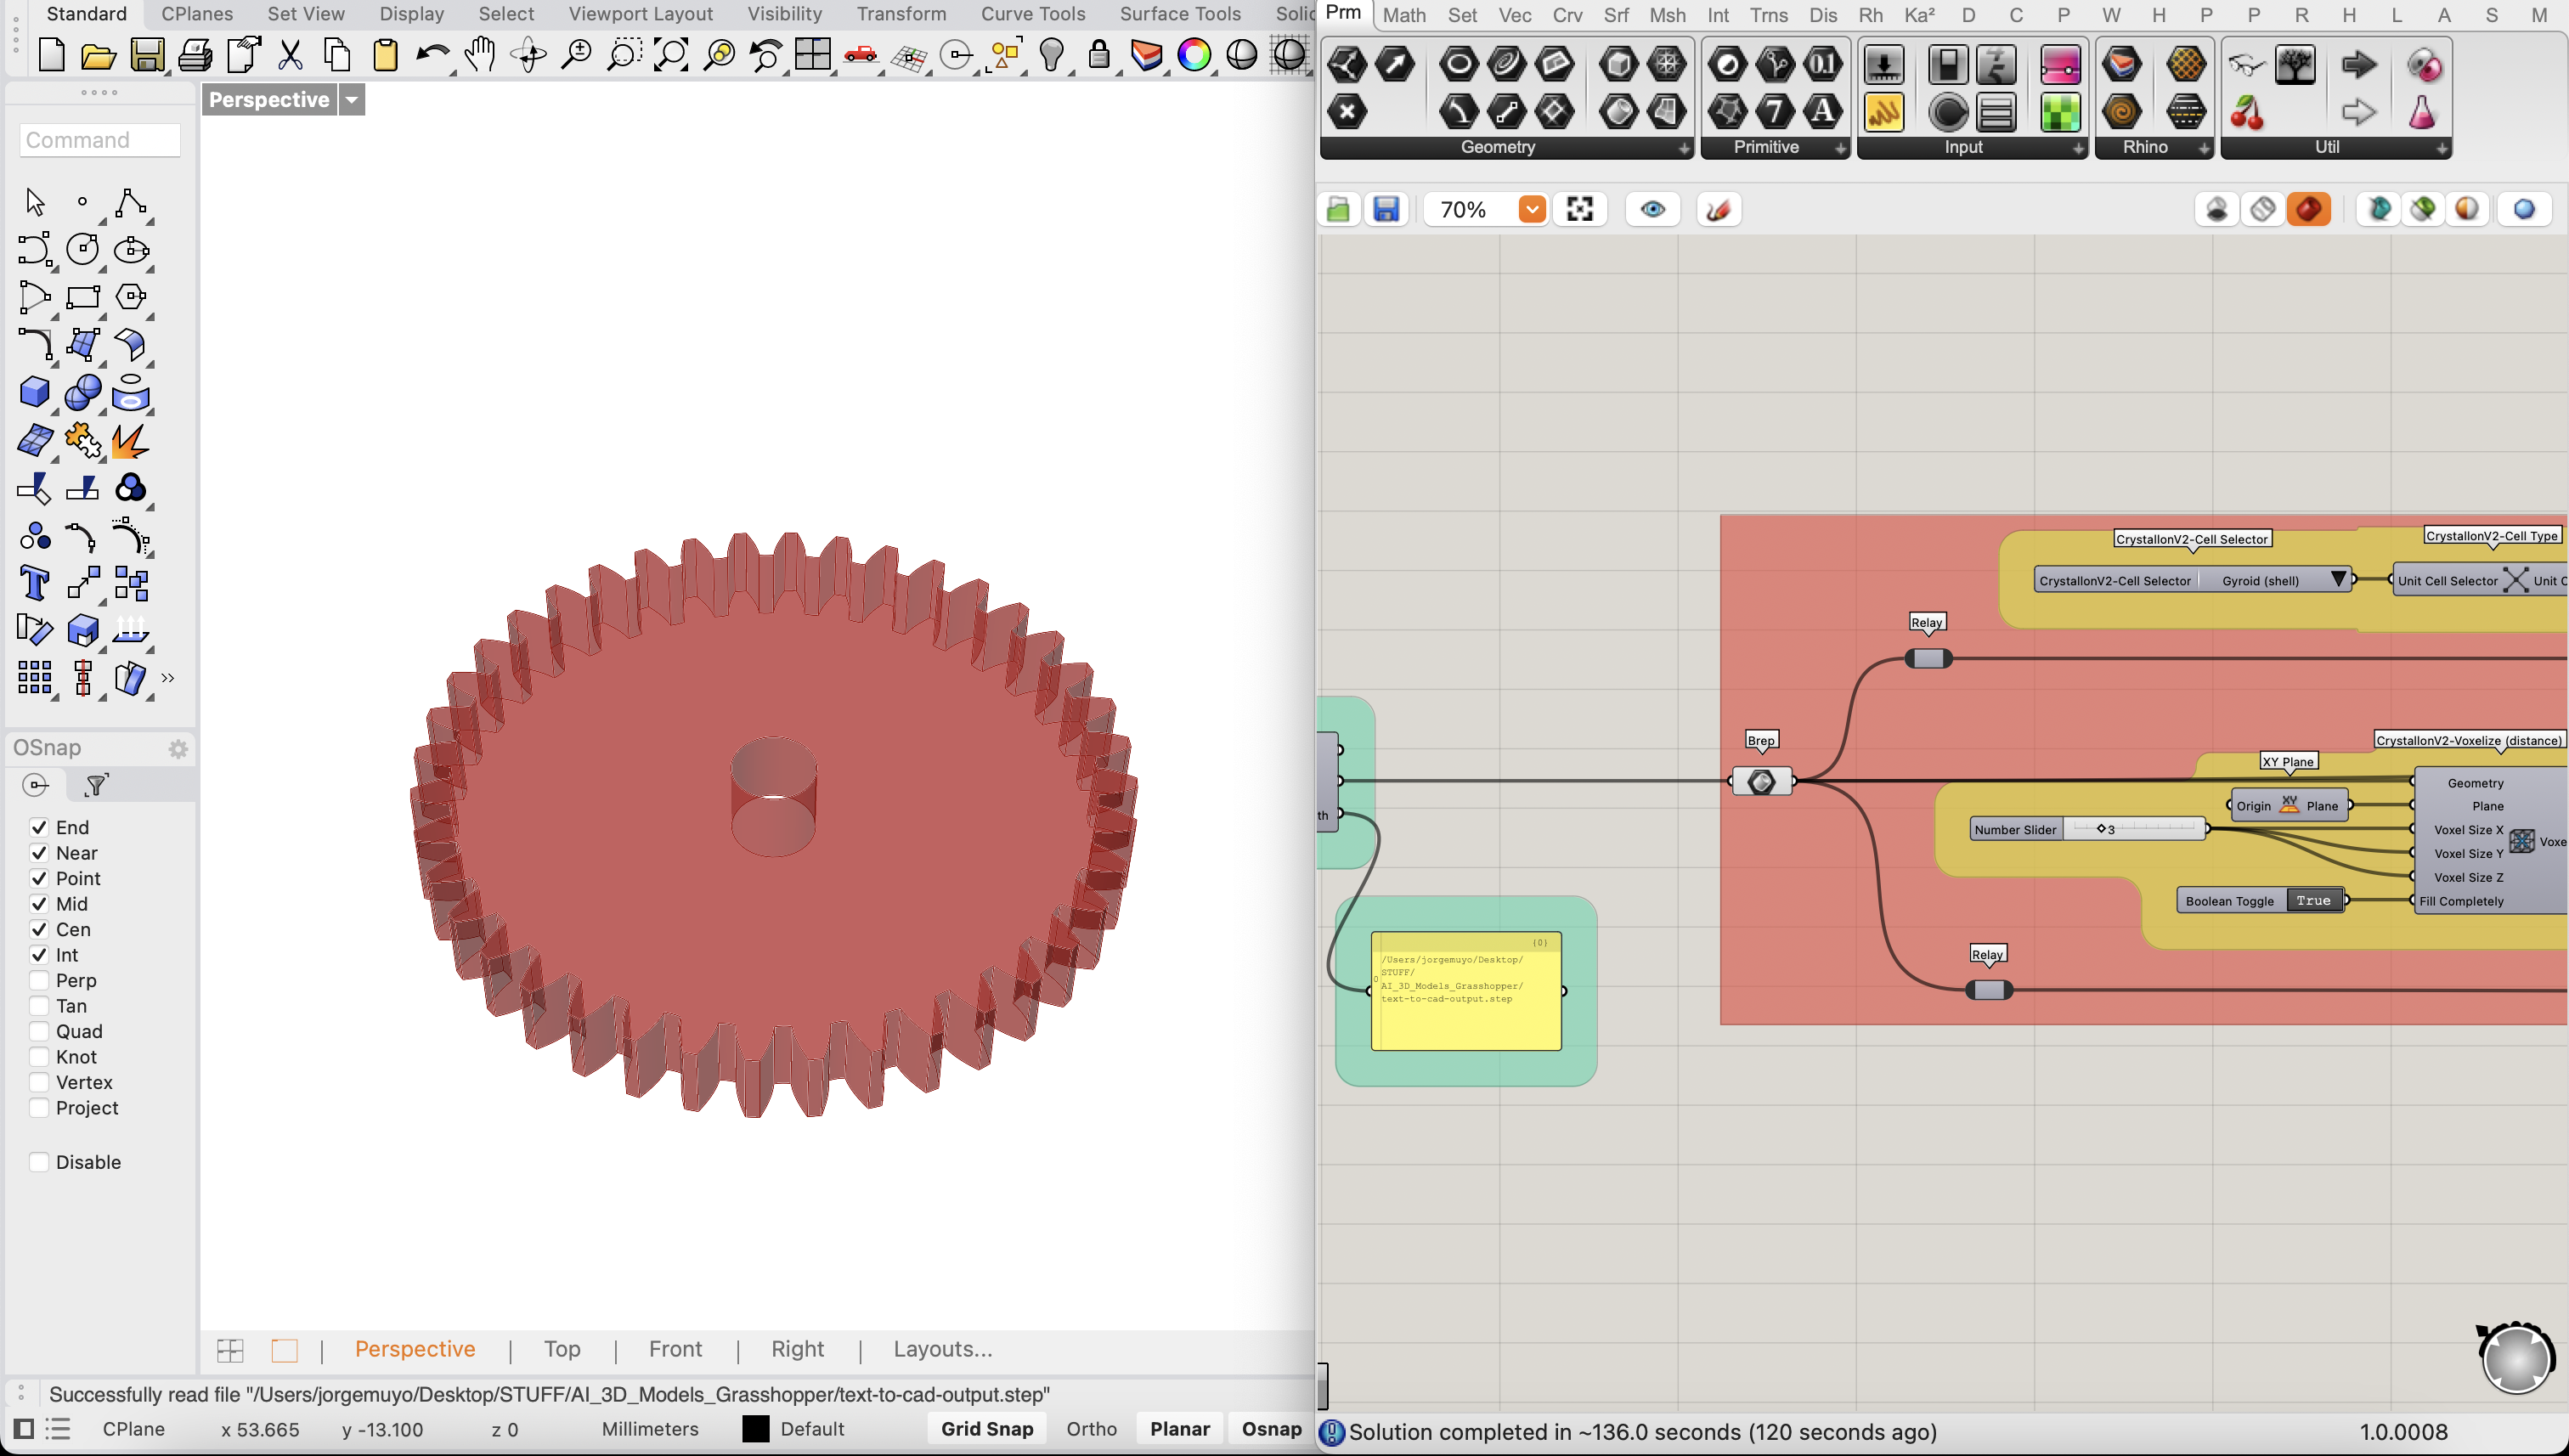 Standard CPlanes Set View Display Select Viewport Layout Visibility Transform Curve Tools Surface Tools
Perspective
Command
OSnap
End
Near
Point
Mid
Cen
Int
Perp
Tan
Quad
Knot
Vertex
Project
Disable
Perspective | Top | Front | Right | Layouts...
Successfully read file "/Users/jorgemuyo/Desktop/STUFF/AI_3D_Models_Grasshopper/text-to-cad-output.step"
CPlane x 53.665 y -13.100 z 0 Millimeters Default Grid Snap Ortho Planar Osnap
Prm Math Set Vec Crv Srf Msh Int Trns Dis Rh Ka² D C P W H P P R H L A S M
Geometry Primitive Input Rhino Util
70%
CrystallonV2-Cell Selector
CrystallonV2-Cell Type
CrystallonV2-Cell Selector Gyroid (shell)
Unit Cell Selector
Relay
Brep
CrystallonV2-Voxelize (distance)
XY Plane
Origin XY Plane
Number Slider 3
Boolean Toggle True
Geometry
Plane
Voxel Size X
Voxel Size Y
Voxel Size Z
Fill Completely
Relay
{0}
0
/Users/jorgemuyo/Desktop/
STUFF/
AI_3D_Models_Grasshopper/
text-to-cad-output.step
Solution completed in ~136.0 seconds (120 seconds ago)
1.0.0008